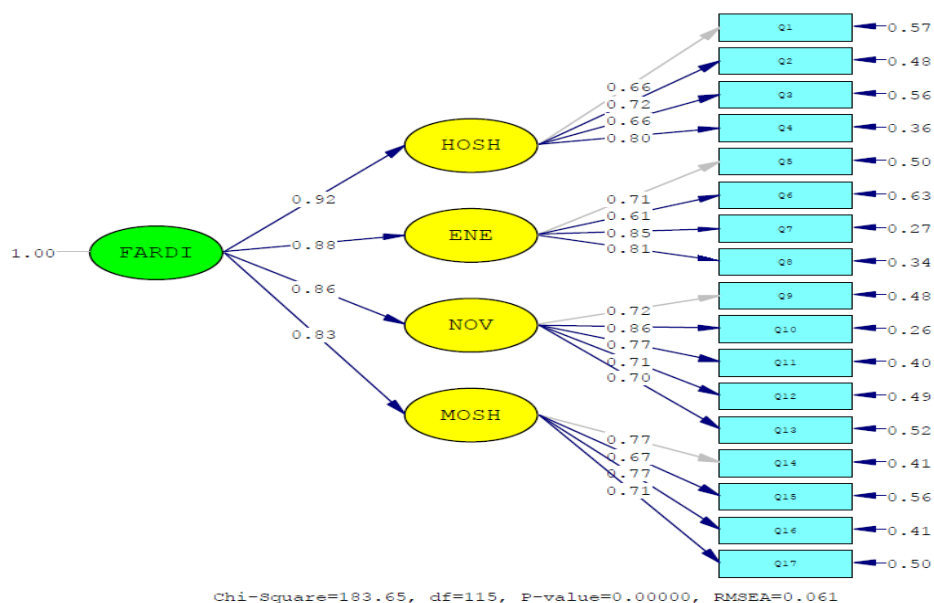 Q1 0.57
Q2 0.48
Q3 0.56
Q4 0.36
Q5 0.50
Q6 0.63
Q7 0.27
Q8 0.34
Q9 0.48
Q10 0.26
Q11 0.40
Q12 0.49
Q13 0.52
Q14 0.41
Q15 0.56
Q16 0.41
Q17 0.50
0.66
0.72
0.66
0.80
HOSH
0.71
0.61
0.85
0.81
ENE
0.72
0.86
0.77
0.71
0.70
NOV
0.77
0.67
0.77
0.71
MOSH
0.92
0.88
0.86
0.83
1.00 FARDI
Chi-Square=183.65, df=115, P-value=0.00000, RMSEA=0.061